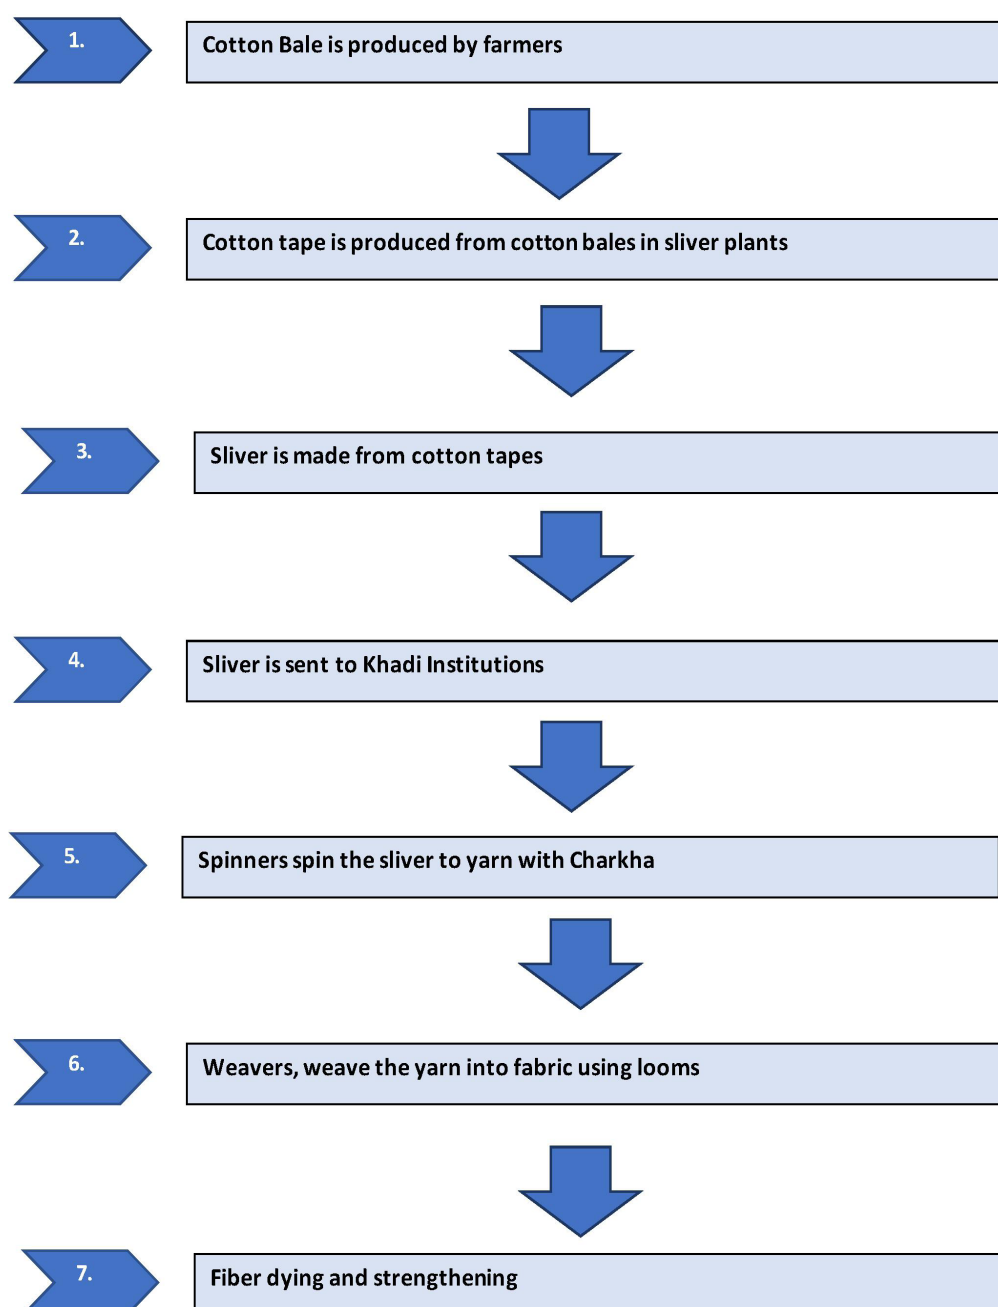 1.
Cotton Bale is produced by farmers
2.
Cotton tape is produced from cotton bales in sliver plants
3.
Sliver is made from cotton tapes
4.
Sliver is sent to Khadi Institutions
5.
Spinners spin the sliver to yarn with Charkha
6.
Weavers, weave the yarn into fabric using looms
7.
Fiber dying and strengthening